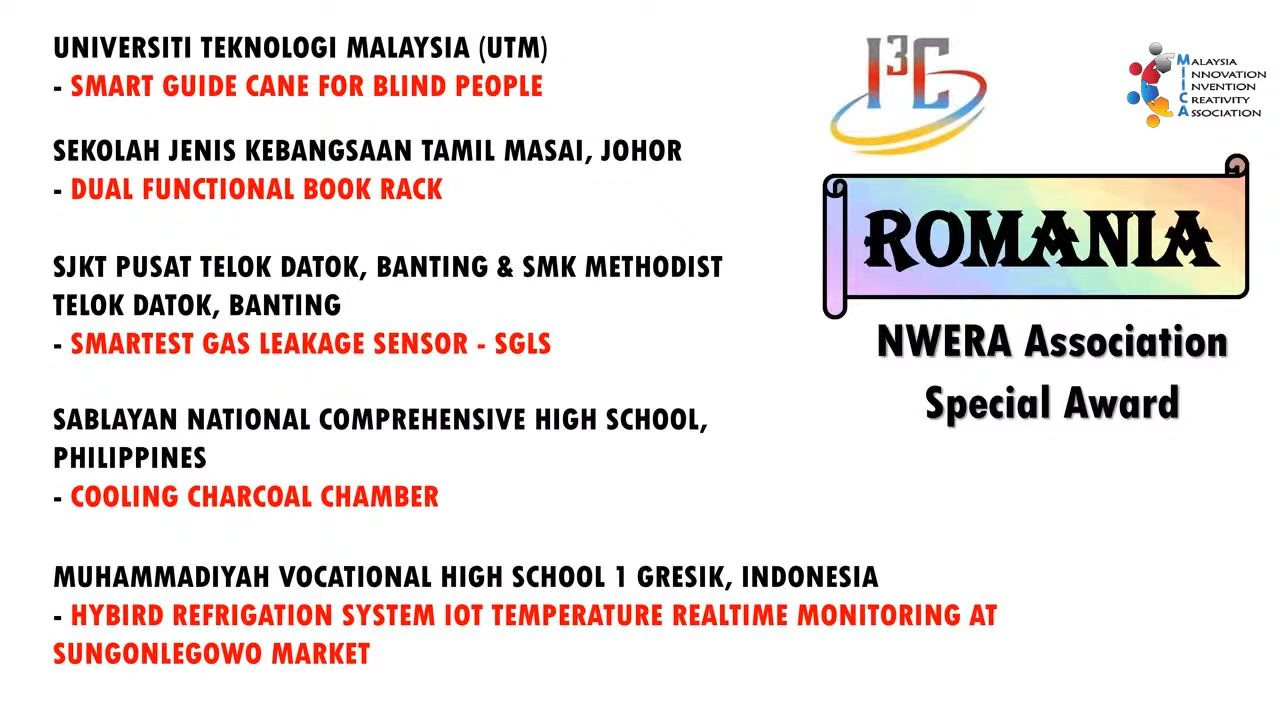 UNIVERSITI TEKNOLOGI MALAYSIA (UTM)
- SMART GUIDE CANE FOR BLIND PEOPLE
SEKOLAH JENIS KEBANGSAAN TAMIL MASAI, JOHOR
- DUAL FUNCTIONAL BOOK RACK
SJKT PUSAT TELOK DATOK, BANTING & SMK METHODIST
TELOK DATOK, BANTING
- SMARTEST GAS LEAKAGE SENSOR - SGLS
SABLAYAN NATIONAL COMPREHENSIVE HIGH SCHOOL,
PHILIPPINES
- COOLING CHARCOAL CHAMBER
MUHAMMADIYAH VOCATIONAL HIGH SCHOOL 1 GRESIK, INDONESIA
- HYBIRD REFRIGATION SYSTEM IOT TEMPERATURE REALTIME MONITORING AT
SUNGONLEGOWO MARKET
I3C
MALAYSIA
INNOVATION
INVENTION
CREATIVITY
ASSOCIATION
ROMANIA
NWERA Association
Special Award